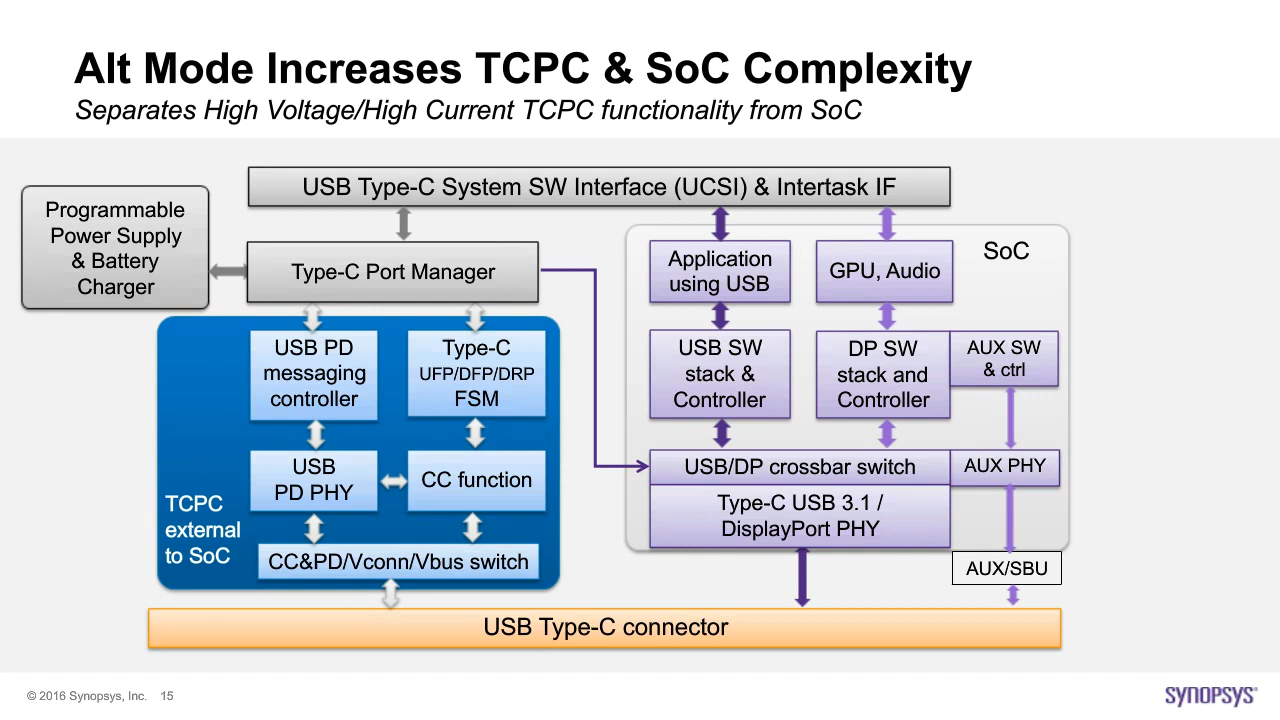 Alt Mode Increases TCPC & SoC Complexity
Separates High Voltage/High Current TCPC functionality from SoC
USB Type-C System SW Interface (UCSI) & Intertask IF
Programmable
Power Supply
& Battery
Charger
Type-C Port Manager
Application
using USB
GPU, Audio
SoC
USB PD
messaging
controller
Type-C
UFP/DFP/DRP
FSM
USB SW
stack &
Controller
DP SW
stack and
Controller
AUX SW
& ctrl
USB
PD PHY
CC function
USB/DP crossbar switch
AUX PHY
TCPC
external
to SoC
Type-C USB 3.1 /
DisplayPort PHY
CC&PD/Vconn/Vbus switch
AUX/SBU
USB Type-C connector
© 2016 Synopsys, Inc. 15
SYNOPSYS®